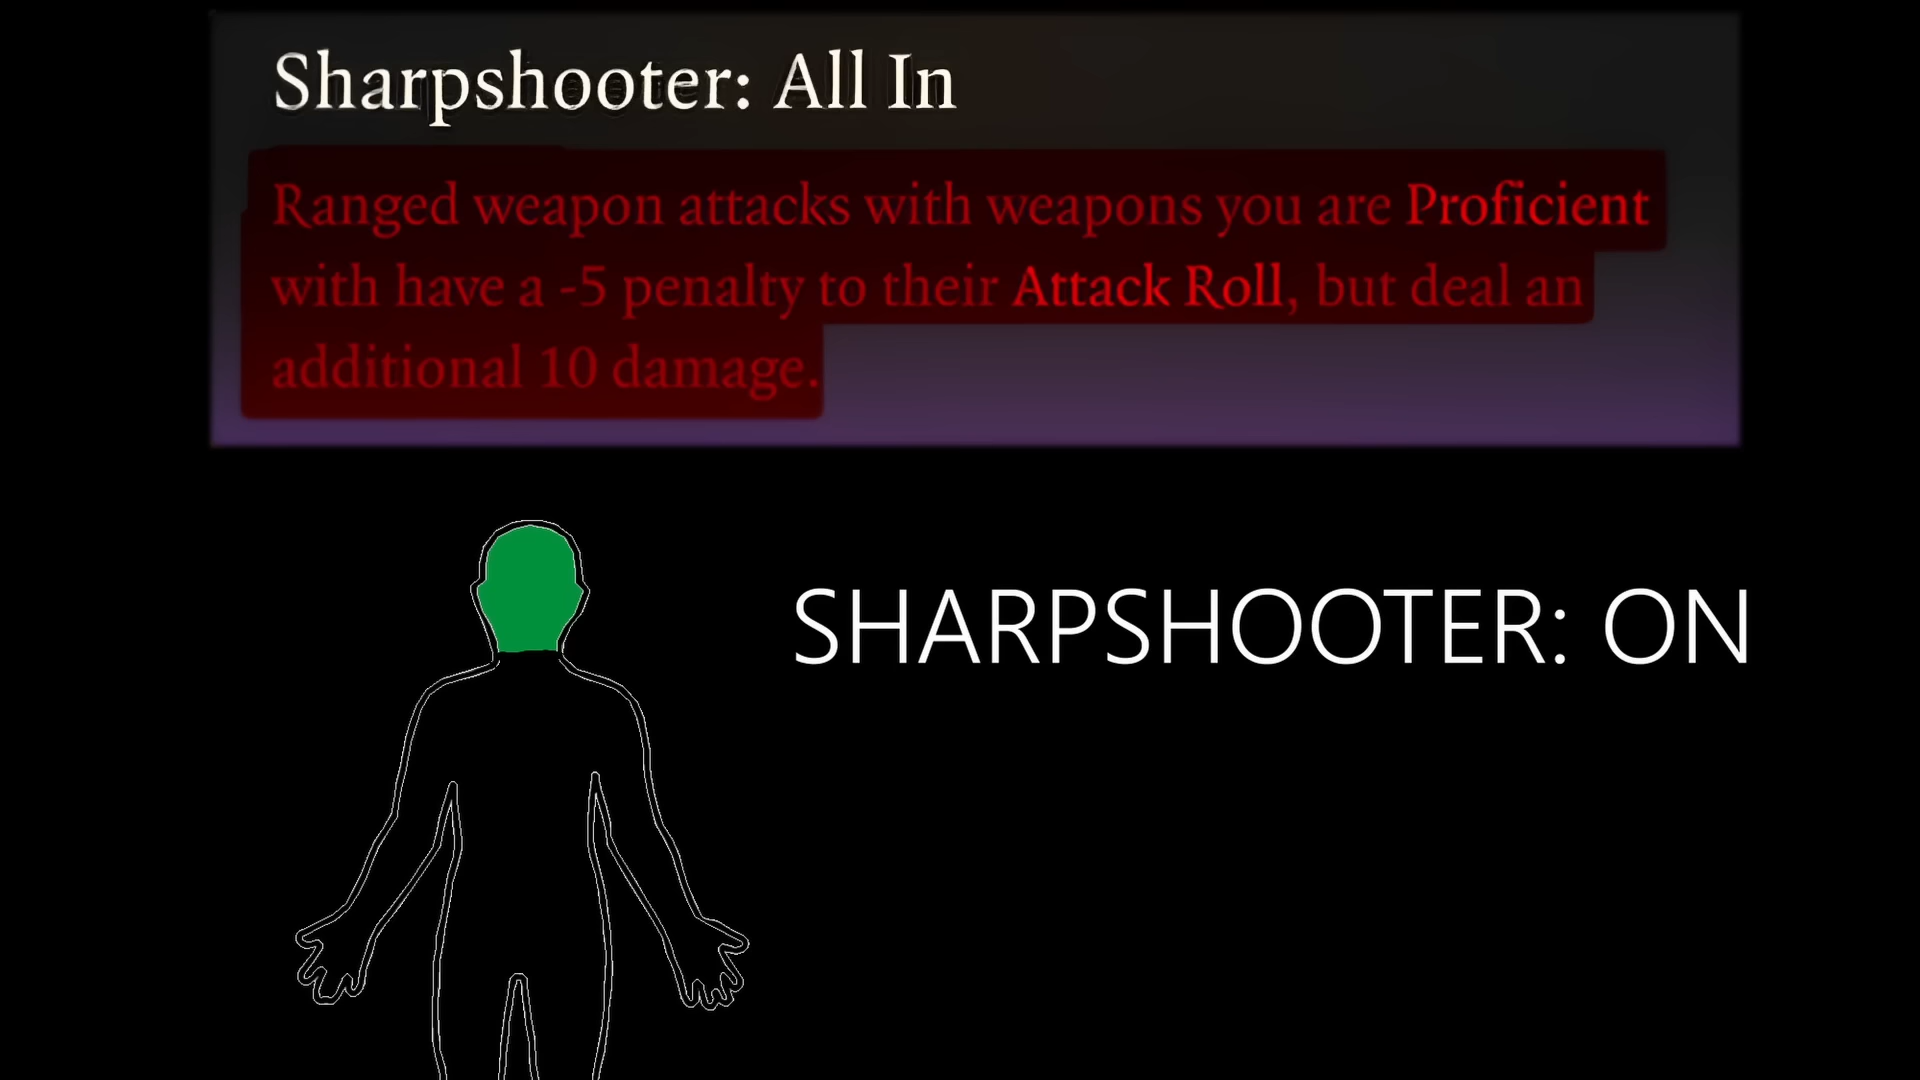 Sharpshooter: All In
Ranged weapon attacks with weapons you are Proficient
with have a -5 penalty to their Attack Roll, but deal an
additional 10 damage.
SHARPSHOOTER: ON